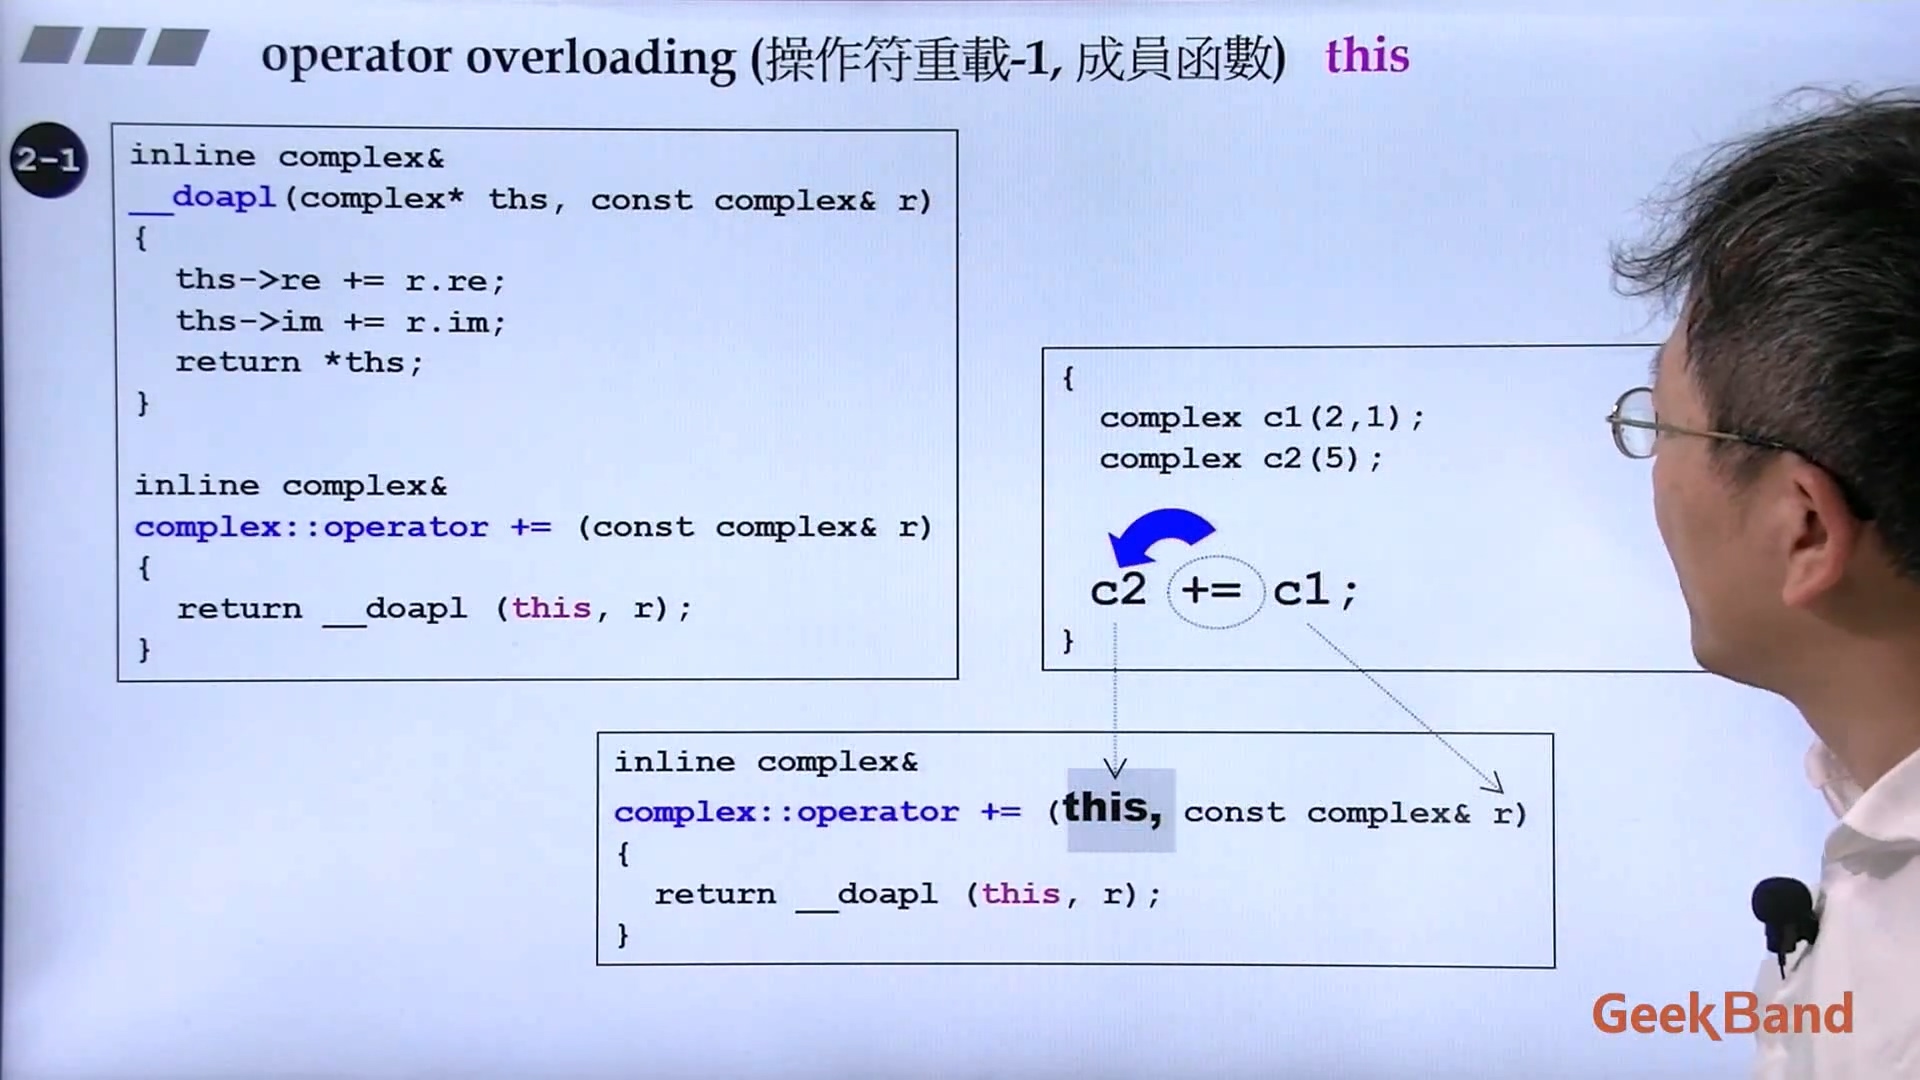 operator overloading (操作符重載-1, 成員函數) this
2-1
inline complex&
__doapl(complex* ths, const complex& r)
{
ths->re += r.re;
ths->im += r.im;
return *ths;
}
inline complex&
complex::operator += (const complex& r)
{
return __doapl (this, r);
}
{
complex c1(2,1);
complex c2(5);
c2 += c1;
}
inline complex&
complex::operator += (this, const complex& r)
{
return __doapl (this, r);
}
GeekBand